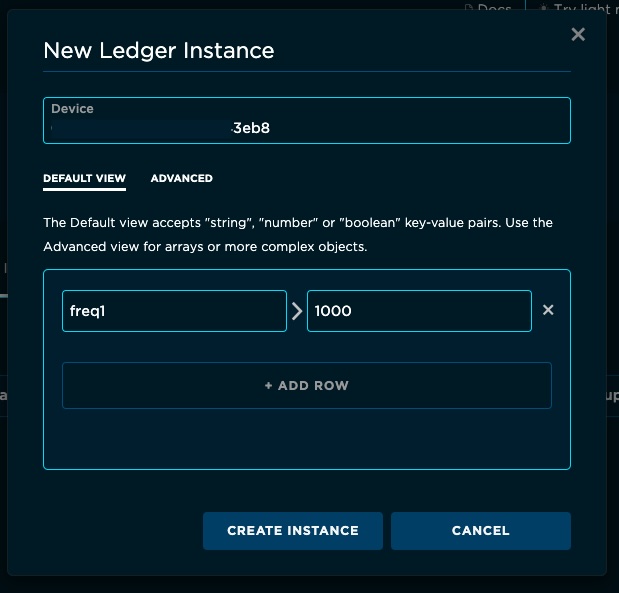 Docs Try light
New Ledger Instance
Device
3eb8
DEFAULT VIEW ADVANCED
The Default view accepts "string", "number" or "boolean" key-value pairs. Use the
Advanced view for arrays or more complex objects.
freq1 > 1000 ×
+ ADD ROW
CREATE INSTANCE CANCEL